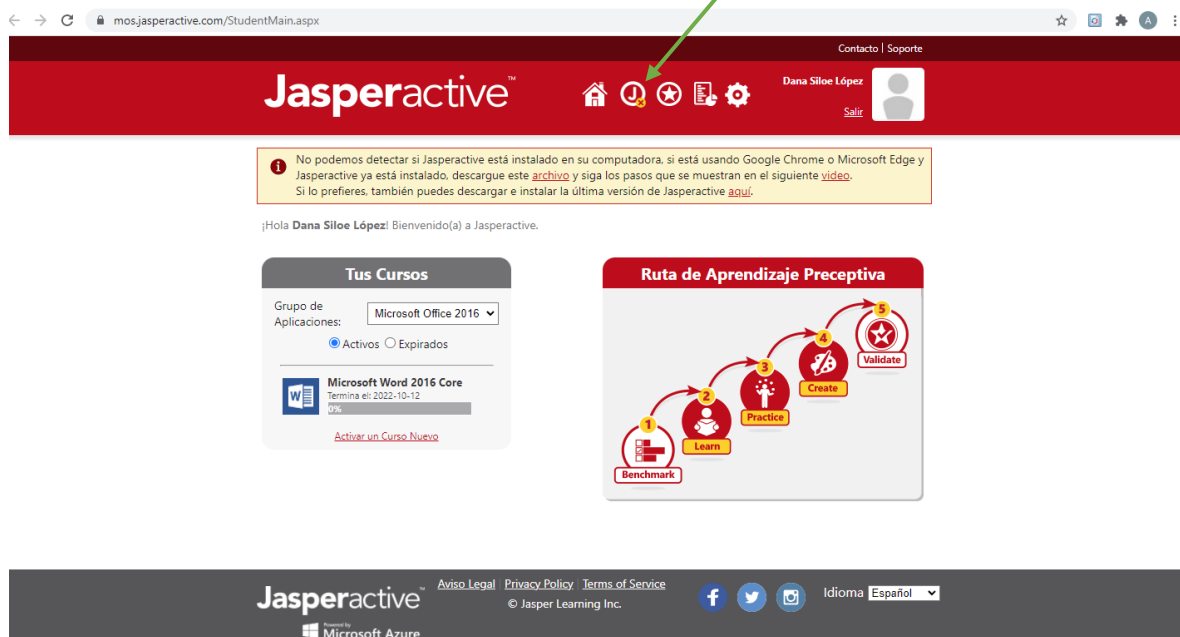 mos.jasperactive.com/StudentMain.aspx
A
Contacto | Soporte
Jasperactive™
Dana Siloe López
Salir
No podemos detectar si Jasperactive está instalado en su computadora, si está usando Google Chrome o Microsoft Edge y
Jasperactive ya está instalado, descargue este archivo y siga los pasos que se muestran en el siguiente video.
Si lo prefieres, también puedes descargar e instalar la última versión de Jasperactive aquí.
¡Hola Dana Siloe López! Bienvenido(a) a Jasperactive.
Tus Cursos
Grupo de
Aplicaciones:
Microsoft Office 2016
Activos
Expirados
Microsoft Word 2016 Core
Termina el: 2022-10-12
0%
Activar un Curso Nuevo
Ruta de Aprendizaje Preceptiva
5
Validate
4
Create
3
Practice
2
Learn
1
Benchmark
Jasperactive™
Powered by
Microsoft Azure
Aviso Legal | Privacy Policy | Terms of Service
© Jasper Learning Inc.
Idioma Español